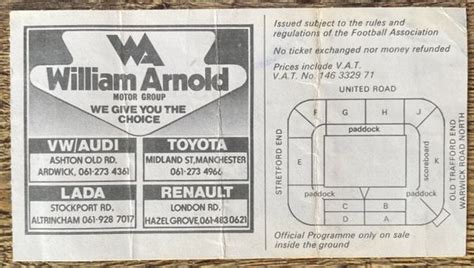 WA
William Arnold
MOTOR GROUP
WE GIVE YOU THE
CHOICE
VW/AUDI
ASHTON OLD RD.
ARDWICK, 061-273 4361
TOYOTA
MIDLAND ST, MANCHESTER
061-273 4966
LADA
STOCKPORT RD.
ALTRINCHAM 061-928 7017
RENAULT
LONDON RD.
HAZEL GROVE, 061-483 0621
Issued subject to the rules and
regulations of the Football Association
No ticket exchanged nor money refunded
Prices include V.A.T.
V.A.T. No. 146 3329 71
UNITED ROAD
STRETFORD END
F
G
H
E
J
paddock
K
paddock
scoreboard
L
paddock
C
G
B
F
D
A
OLD TRAFFORD END
WARWICK ROAD NORTH
Official Programme only on sale
inside the ground